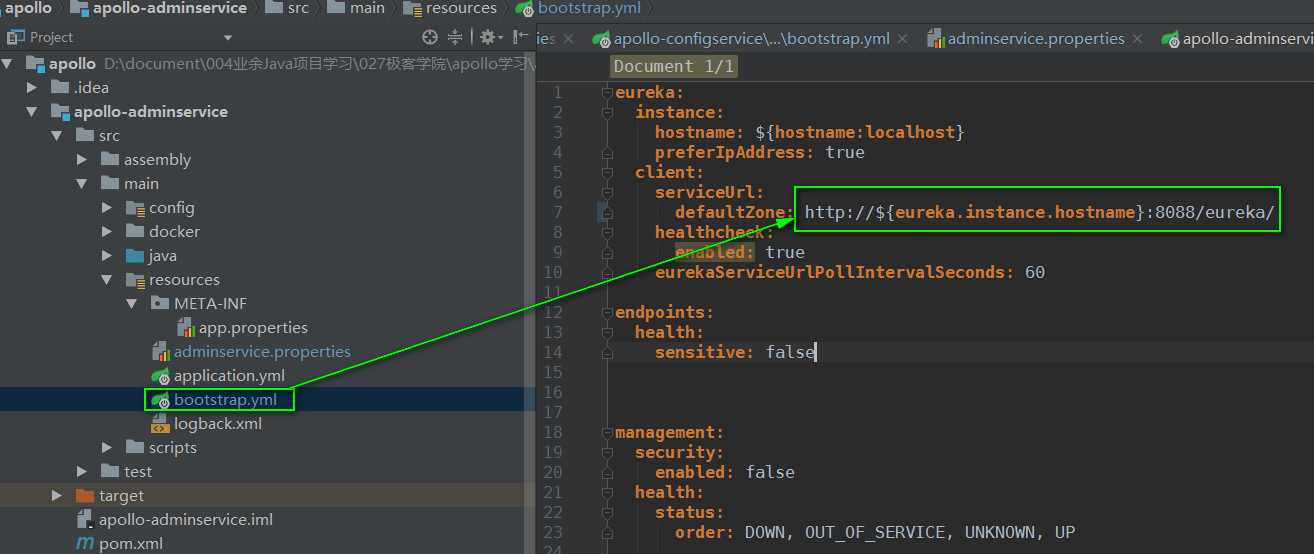 apollo apollo-adminservice src main resources bootstrap.yml
Project
apollo D:\document\004业余Java项目学习\027极客学院\apollo学习\
.idea
apollo-adminservice
src
assembly
main
config
docker
java
resources
META-INF
app.properties
adminservice.properties
application.yml
bootstrap.yml
logback.xml
scripts
test
target
apollo-adminservice.iml
pom.xml
ies apollo-configservice\...\bootstrap.yml adminservice.properties apollo-adminserv
Document 1/1
1 eureka:
2 instance:
3 hostname: ${hostname:localhost}
4 preferIpAddress: true
5 client:
6 serviceUrl:
7 defaultZone: http://${eureka.instance.hostname}:8088/eureka/
8 healthcheck:
9 enabled: true
10 eurekaServiceUrlPollIntervalSeconds: 60
11
12 endpoints:
13 health:
14 sensitive: false
15
16
17
18 management:
19 security:
20 enabled: false
21 health:
22 status:
23 order: DOWN, OUT_OF_SERVICE, UNKNOWN, UP
24